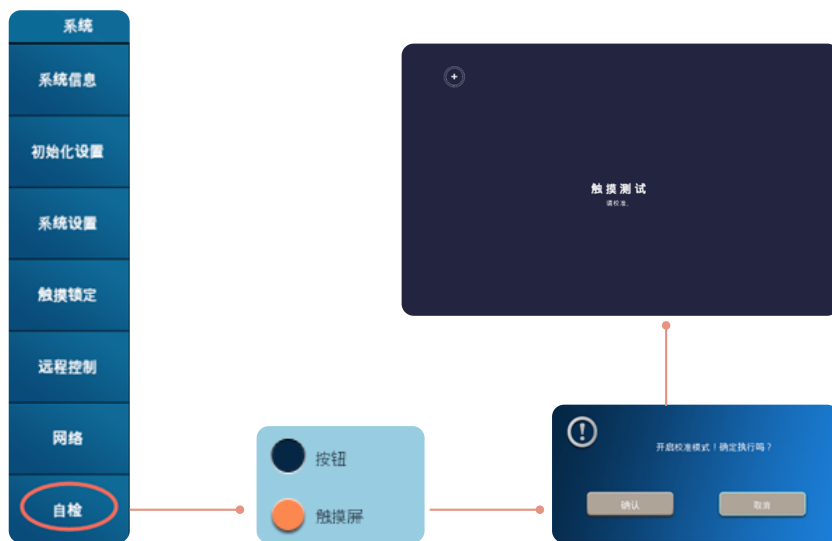 系统
系统信息
初始化设置
系统设置
触摸锁定
远程控制
网络
自检
按钮
触摸屏
开启校准模式！确定执行吗？
确认
取消
触摸测试
请校准。